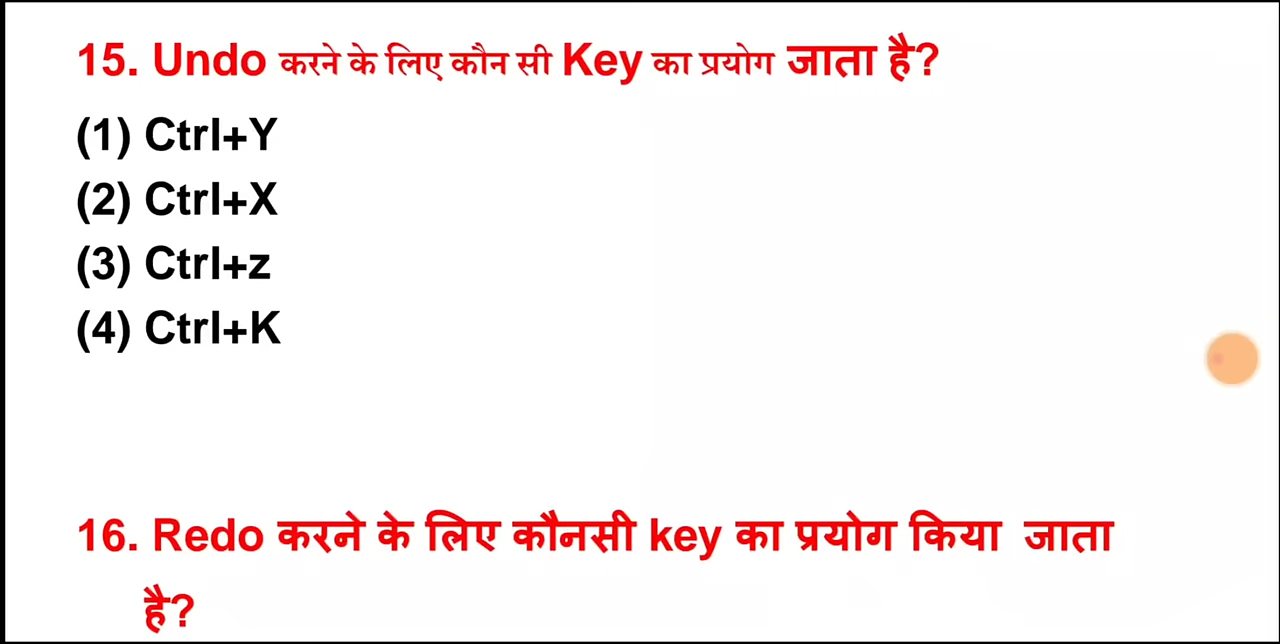 15. Undo करने के लिए कौन सी Key का प्रयोग जाता है?
(1) Ctrl+Y
(2) Ctrl+X
(3) Ctrl+z
(4) Ctrl+K
16. Redo करने के लिए कौनसी key का प्रयोग किया जाता
है?